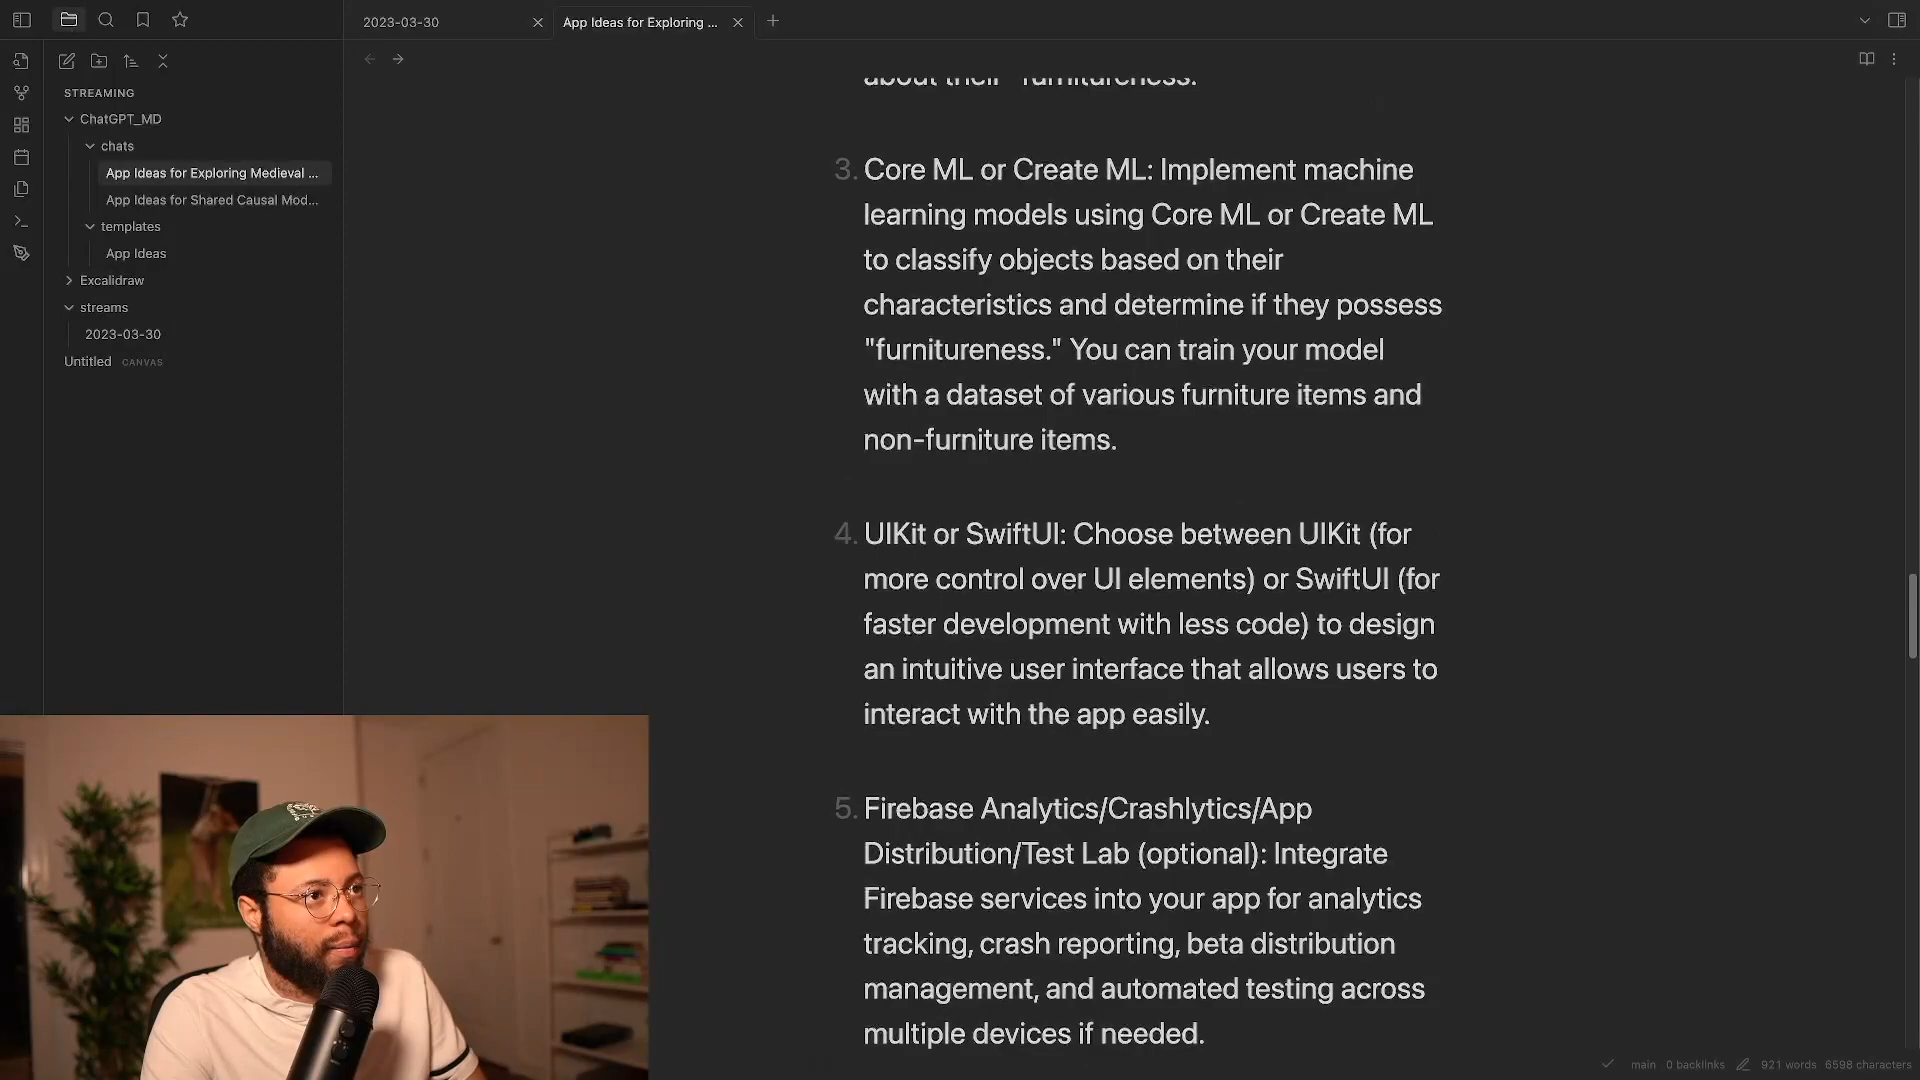 2023-03-30
App Ideas for Exploring ...
STREAMING
ChatGPT_MD
chats
App Ideas for Exploring Medieval ...
App Ideas for Shared Causal Mod...
templates
App Ideas
Excalidraw
streams
2023-03-30
Untitled CANVAS
about their "furnitureness.
3. Core ML or Create ML: Implement machine
learning models using Core ML or Create ML
to classify objects based on their
characteristics and determine if they possess
"furnitureness." You can train your model
with a dataset of various furniture items and
non-furniture items.
4. UIKit or SwiftUI: Choose between UIKit (for
more control over UI elements) or SwiftUI (for
faster development with less code) to design
an intuitive user interface that allows users to
interact with the app easily.
5. Firebase Analytics/Crashlytics/App
Distribution/Test Lab (optional): Integrate
Firebase services into your app for analytics
tracking, crash reporting, beta distribution
management, and automated testing across
multiple devices if needed.
main 0 backlinks 921 words 6598 characters